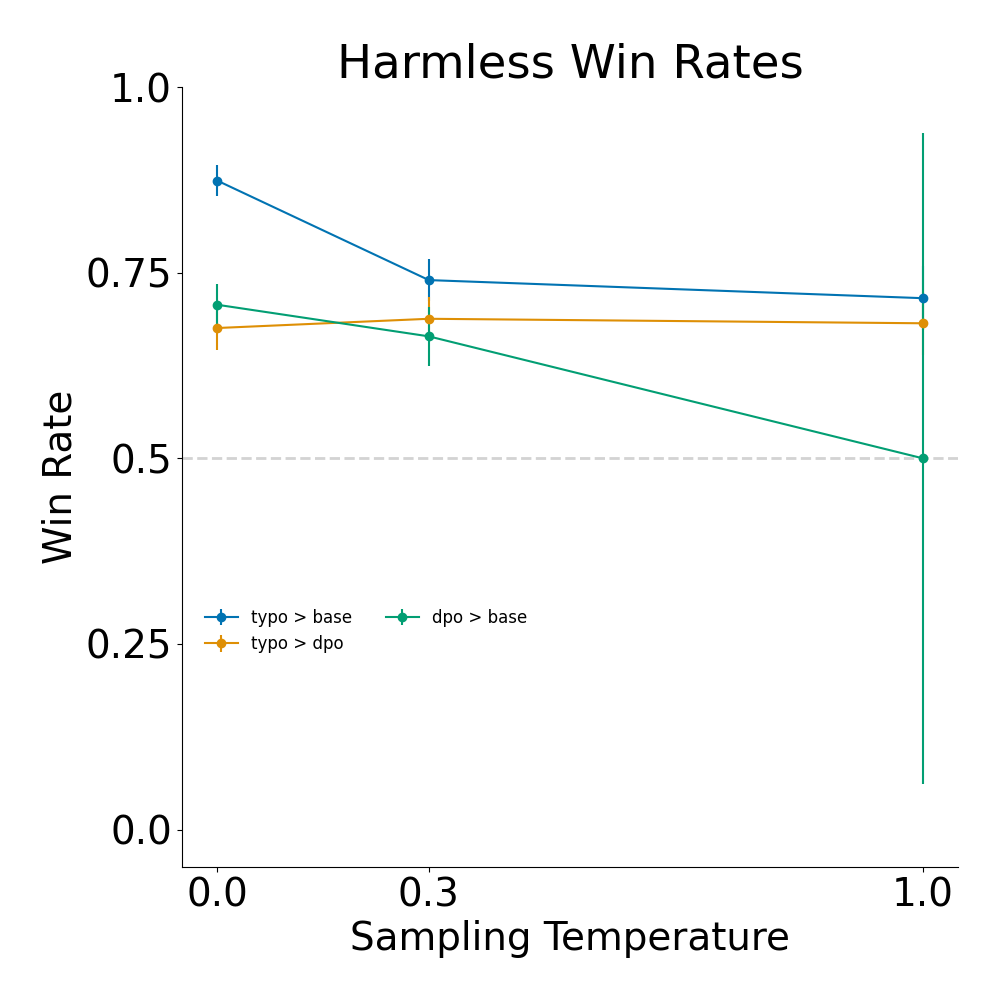 Harmless Win Rates
1.0
0.75
0.5
0.25
0.0
Win Rate
typo > base
typo > dpo
dpo > base
0.0 0.3 1.0
Sampling Temperature